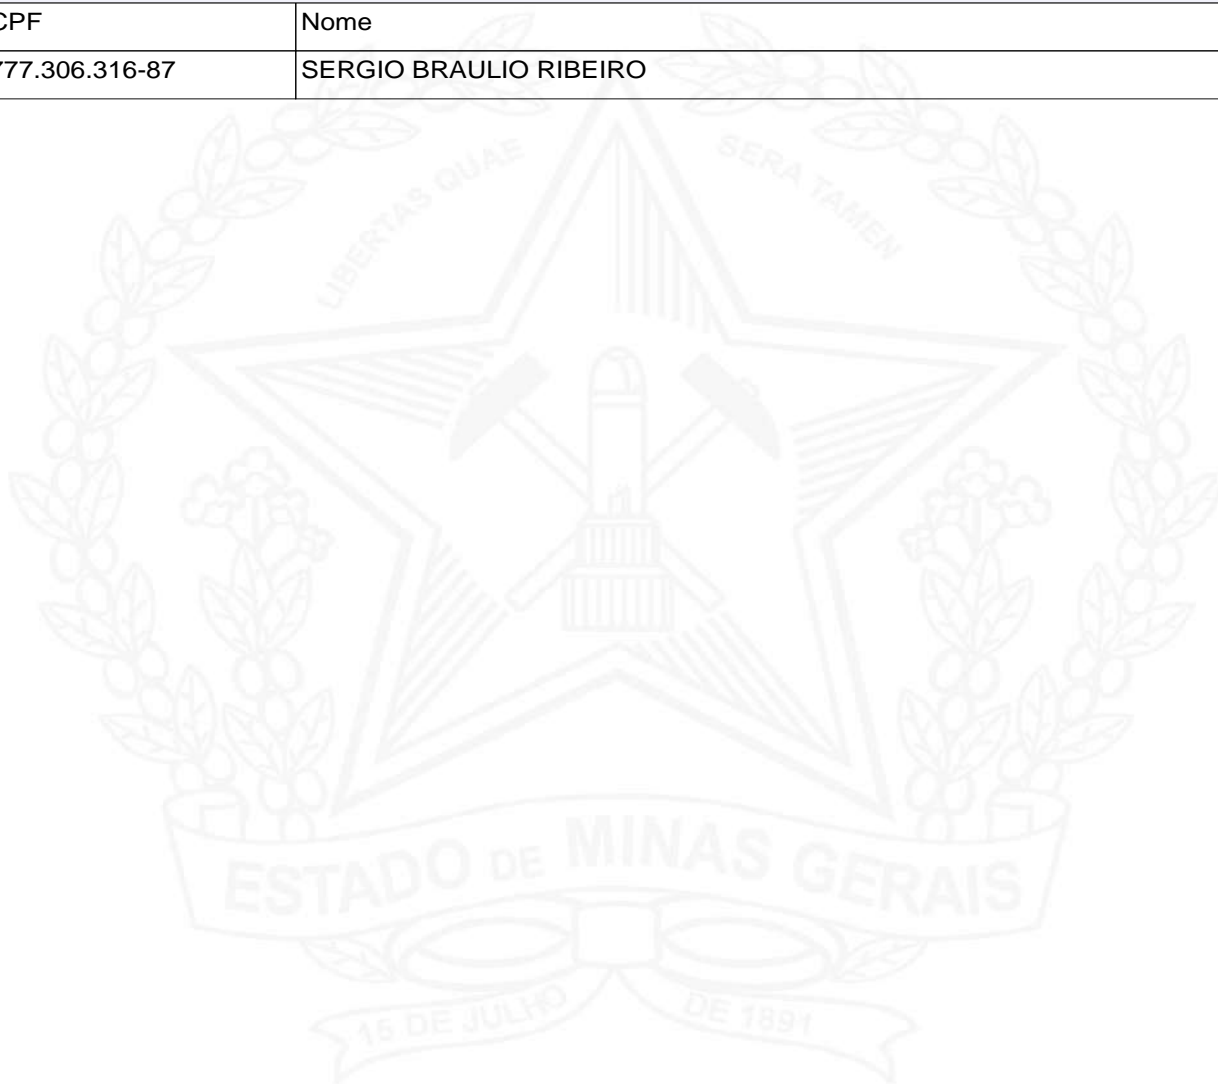 CPF Nome
777.306.316-87 SERGIO BRAULIO RIBEIRO
LIBERTAS QUAE SERA TAMEN
ESTADO DE MINAS GERAIS
15 DE JULHO DE 1891